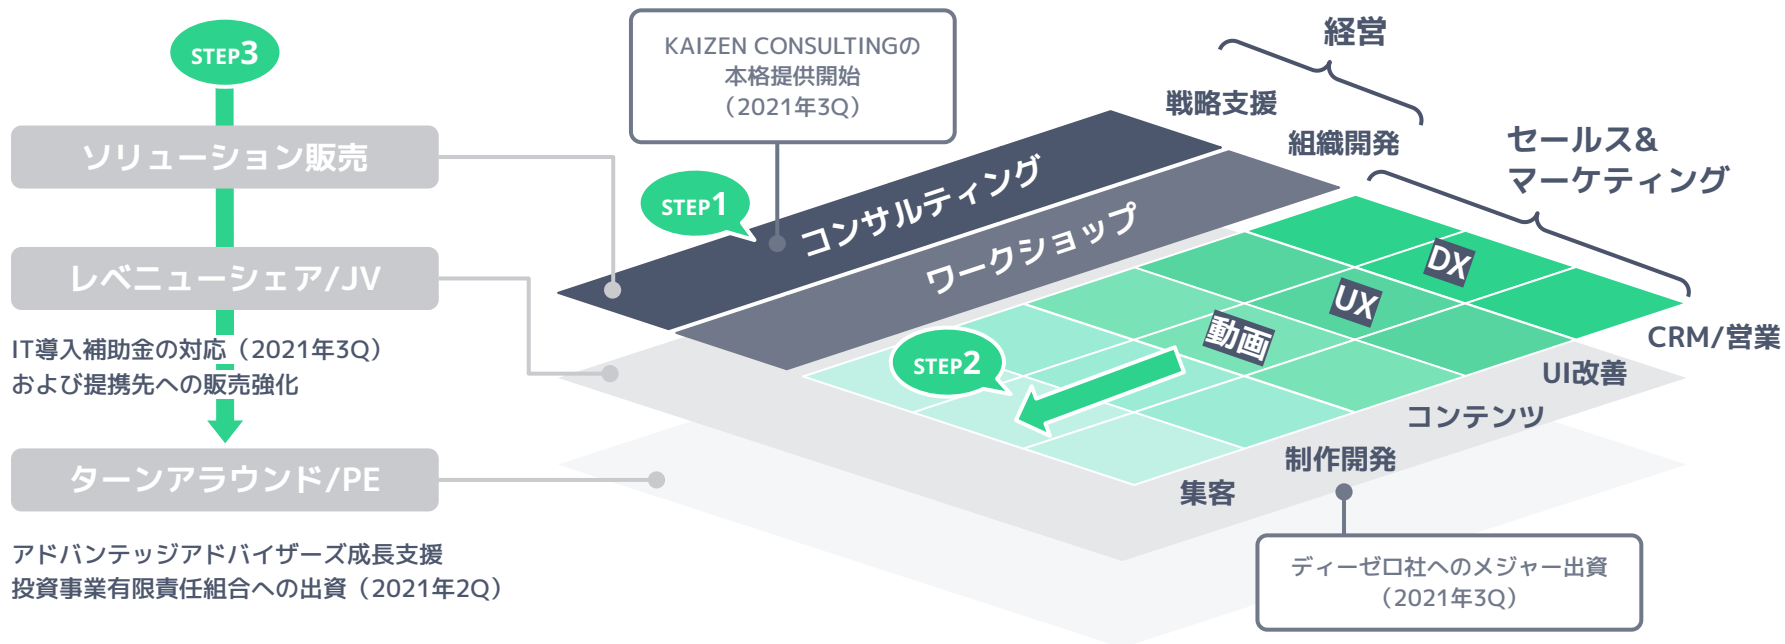 STEP3
ソリューション販売
レベニューシェア/JV
IT導入補助金の対応（2021年3Q）
および提携先への販売強化
ターンアラウンド/PE
アドバンテッジアドバイザーズ成長支援
投資事業有限責任組合への出資（2021年2Q）
KAIZEN CONSULTINGの
本格提供開始
（2021年3Q）
STEP1
コンサルティング
ワークショップ
経営
戦略支援
組織開発
セールス&
マーケティング
DX
UX
動画
STEP2
CRM/営業
UI改善
コンテンツ
制作開発
集客
ディーゼロ社へのメジャー出資
（2021年3Q）